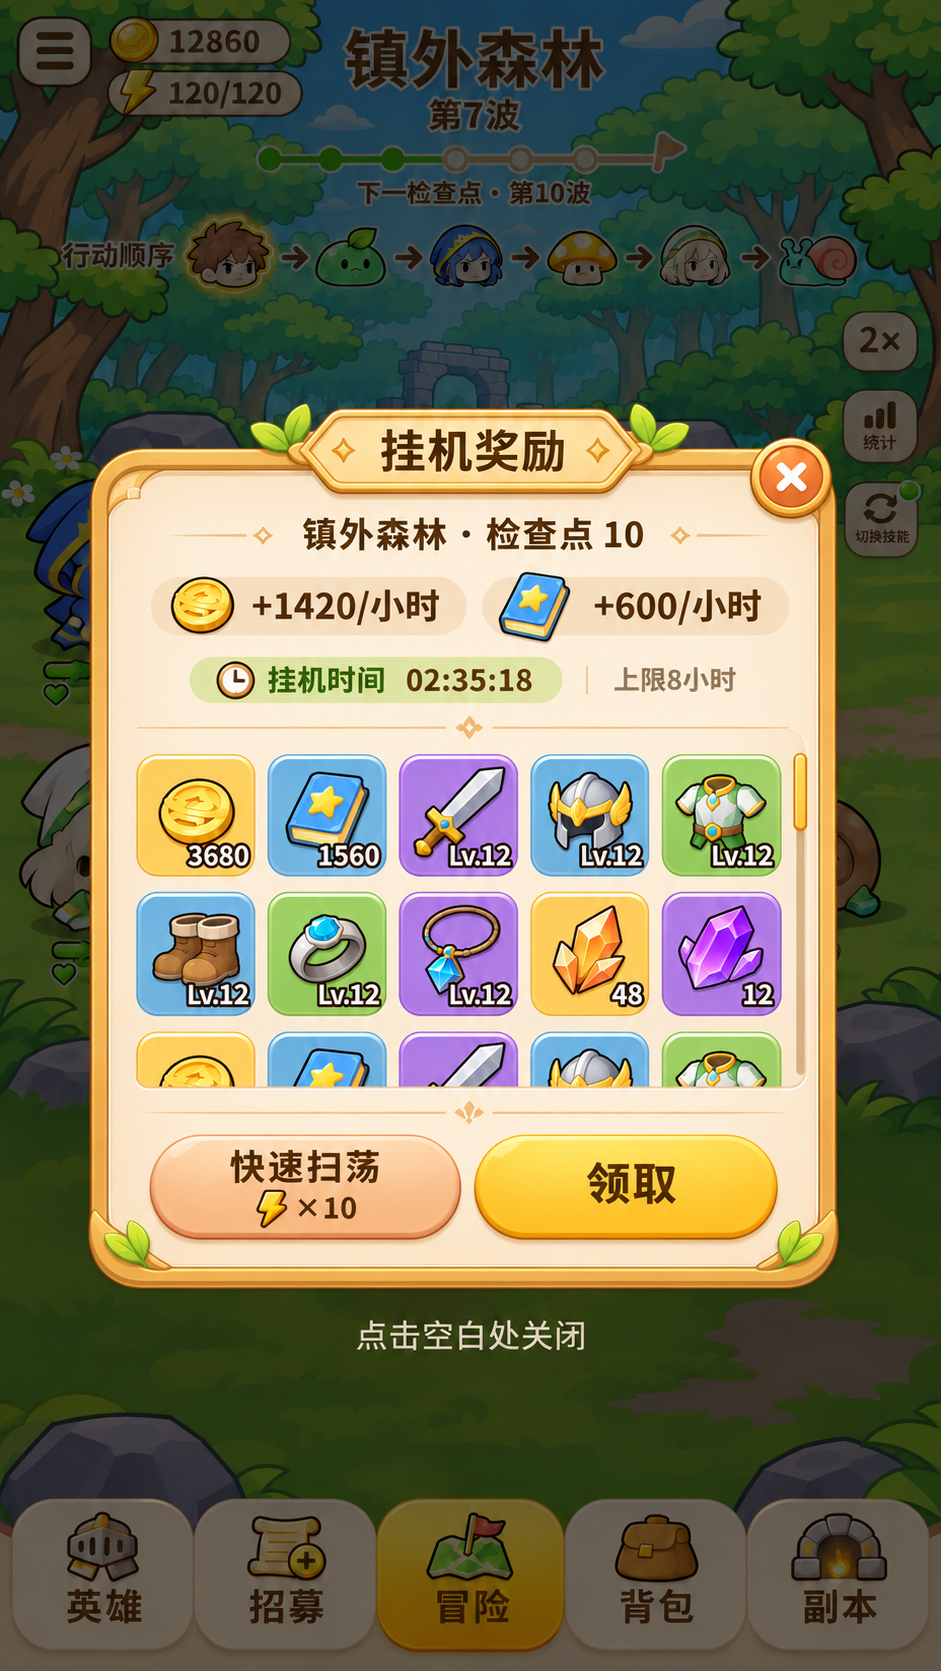 12860
120/120
镇外森林
第7波
下一检查点·第10波
行动顺序
2×
统计
切换技能
挂机奖励
镇外森林·检查点 10
+1420/小时
+600/小时
挂机时间 02:35:18
上限8小时
3680
1560
Lv.12
Lv.12
Lv.12
Lv.12
Lv.12
Lv.12
48
12
快速扫荡
×10
领取
点击空白处关闭
英雄
招募
冒险
背包
副本